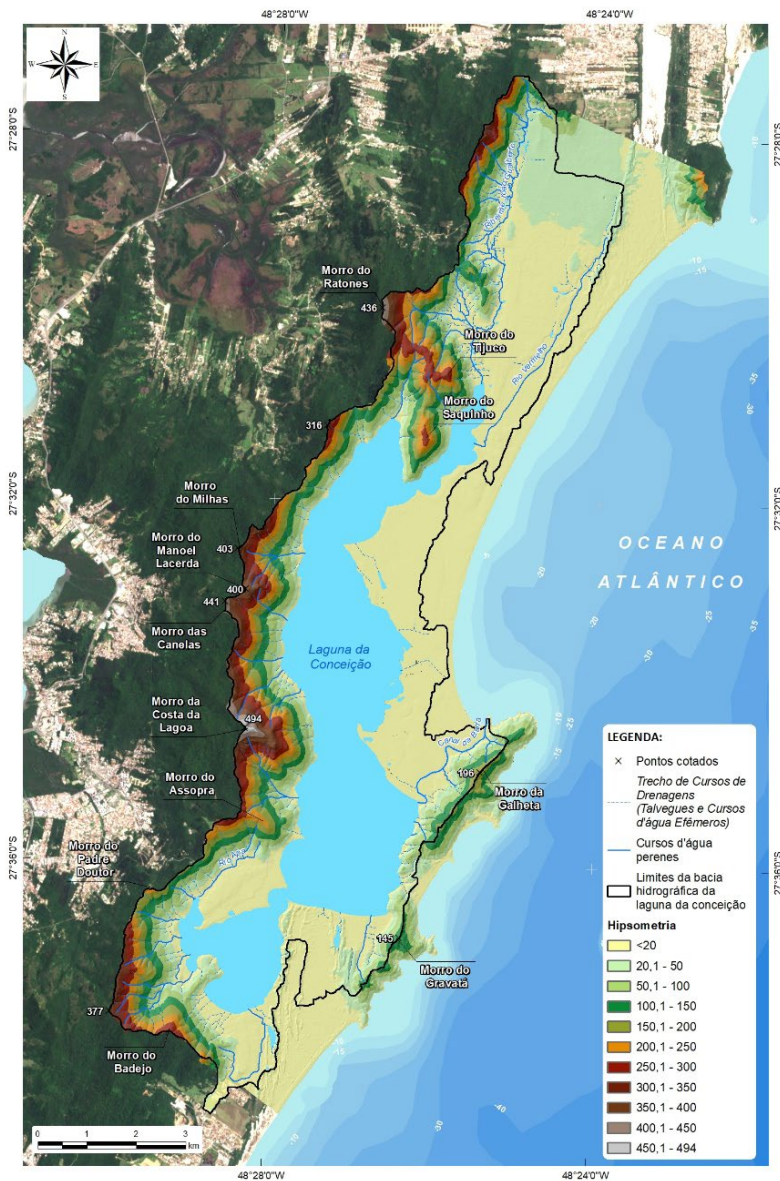 48°28'0"W
48°24'0"W
N
W
E
S
27°28'0"S
27°28'0"S
Morro do
Ratones
436
Morro do
Tijuco
Rio Vermelho
Morro do
Saquinho
316
27°32'0"S
27°32'0"S
Morro
do Milhas
403
Morro do
Manoel
Lacerda
400
441
Morro das
Canelas
OCEANO
ATLÂNTICO
Laguna da
Conceição
Morro da
Costa da
Lagoa
494
Canal da Barra
196
Morro da
Galheta
Morro do
Assopra
27°36'0"S
27°36'0"S
Morro do
Padre
Doutor
145
Morro do
Gravatá
377
Morro do
Badejo
LEGENDA:
Pontos cotados
Trecho de Cursos de
Drenagens
(Talvegues e Cursos
d'água Efêmeros)
Cursos d'água
perenes
Limites da bacia
hidrográfica da
laguna da conceição
Hipsometria
<20
20,1 - 50
50,1 - 100
100,1 - 150
150,1 - 200
200,1 - 250
250,1 - 300
300,1 - 350
350,1 - 400
400,1 - 450
450,1 - 494
0 1 2 3
km
48°28'0"W
48°24'0"W